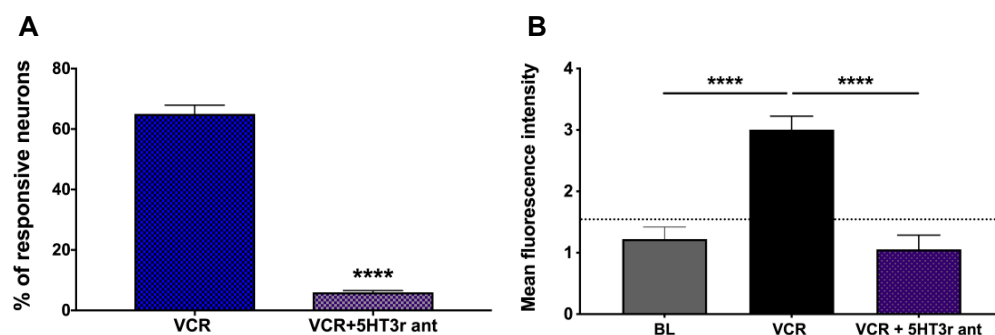 A
% of responsive neurons
80
60
40
20
0
****
VCR
VCR+5HT3r ant
B
Mean fluorescence intensity
4
3
2
1
0
****
****
BL
VCR
VCR + 5HT3r ant